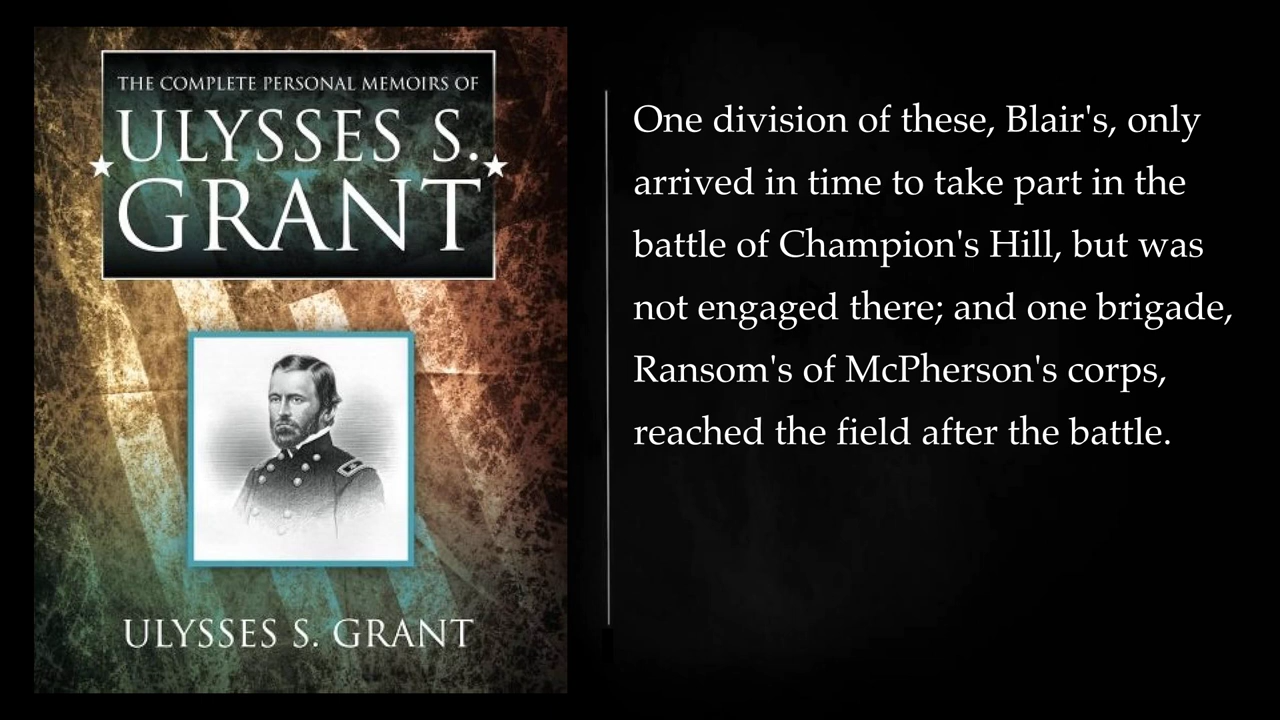 THE COMPLETE PERSONAL MEMOIRS OF
ULYSSES S.
GRANT
ULYSSES S. GRANT
One division of these, Blair's, only
arrived in time to take part in the
battle of Champion's Hill, but was
not engaged there; and one brigade,
Ransom's of McPherson's corps,
reached the field after the battle.